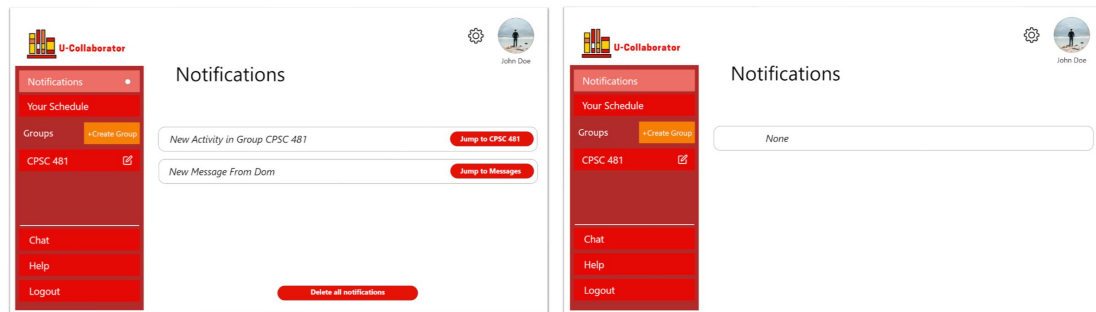 U-Collaborator
John Doe
Notifications
Notifications
Your Schedule
Groups +Create Group
New Activity in Group CPSC 481 Jump to CPSC 481
CPSC 481
New Message From Dom Jump to Messages
Chat
Help
Logout
Delete all notifications
U-Collaborator
John Doe
Notifications
Notifications
Your Schedule
Groups +Create Group
None
CPSC 481
Chat
Help
Logout